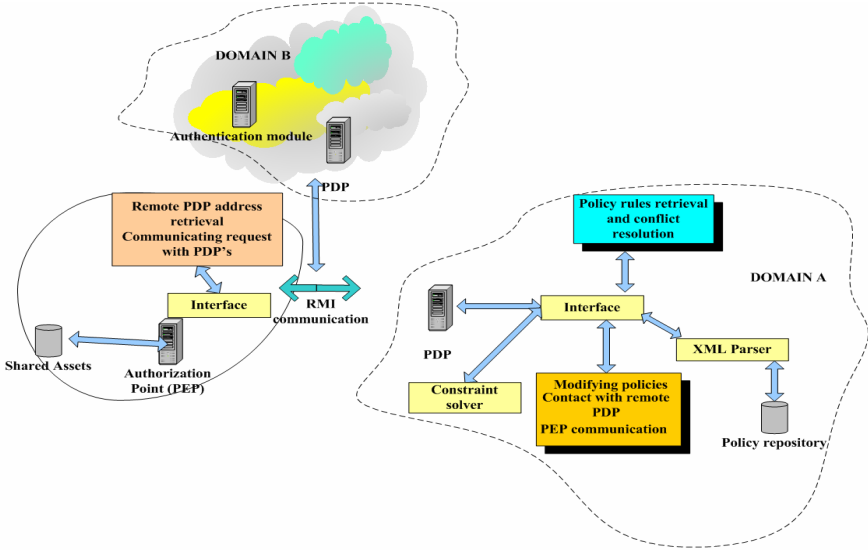 DOMAIN B
Authentication module
PDP
Remote PDP address
retrieval
Communicating request
with PDP's
Interface
RMI
communication
Shared Assets
Authorization
Point (PEP)
Policy rules retrieval
and conflict
resolution
DOMAIN A
Interface
PDP
XML Parser
Constraint
solver
Modifying policies
Contact with remote
PDP
PEP communication
Policy repository